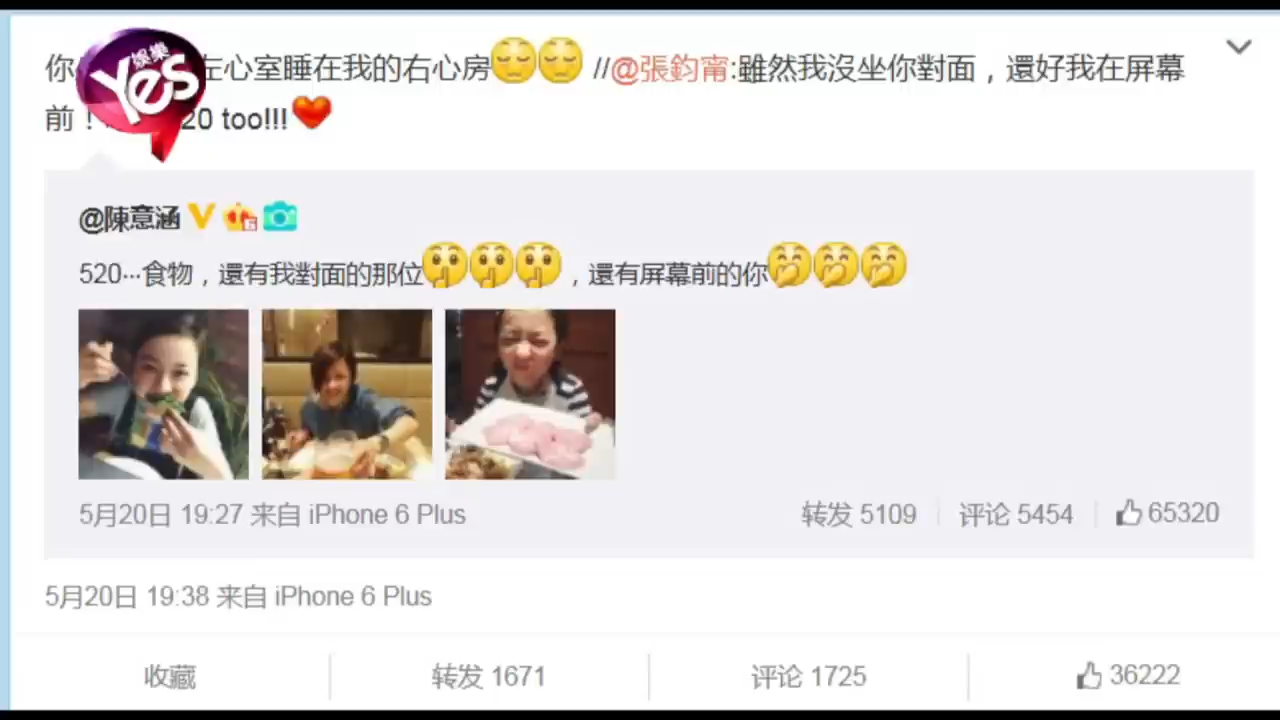 你
左心室睡在我的右心房 //@張鈞甯:雖然我沒坐你對面，還好我在屏幕
前！ 20 too!!!
娛樂
Yes
@陳意涵
520…食物，還有我對面的那位，還有屏幕前的你
5月20日 19:27 来自 iPhone 6 Plus 转发 5109 评论 5454 65320
5月20日 19:38 来自 iPhone 6 Plus
收藏 转发 1671 评论 1725 36222